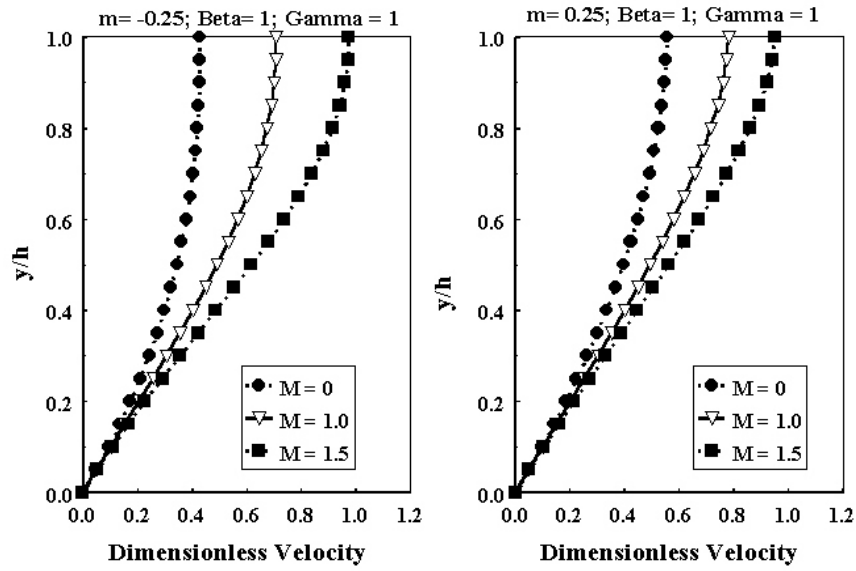 m= -0.25; Beta= 1; Gamma = 1
1.0
0.8
0.6
0.4
0.2
0.0
y/h
M = 0
M = 1.0
M = 1.5
0.0 0.2 0.4 0.6 0.8 1.0 1.2
Dimensionless Velocity
m= 0.25; Beta= 1; Gamma = 1
1.0
0.8
0.6
0.4
0.2
0.0
y/h
M = 0
M = 1.0
M = 1.5
0.0 0.2 0.4 0.6 0.8 1.0 1.2
Dimensionless Velocity